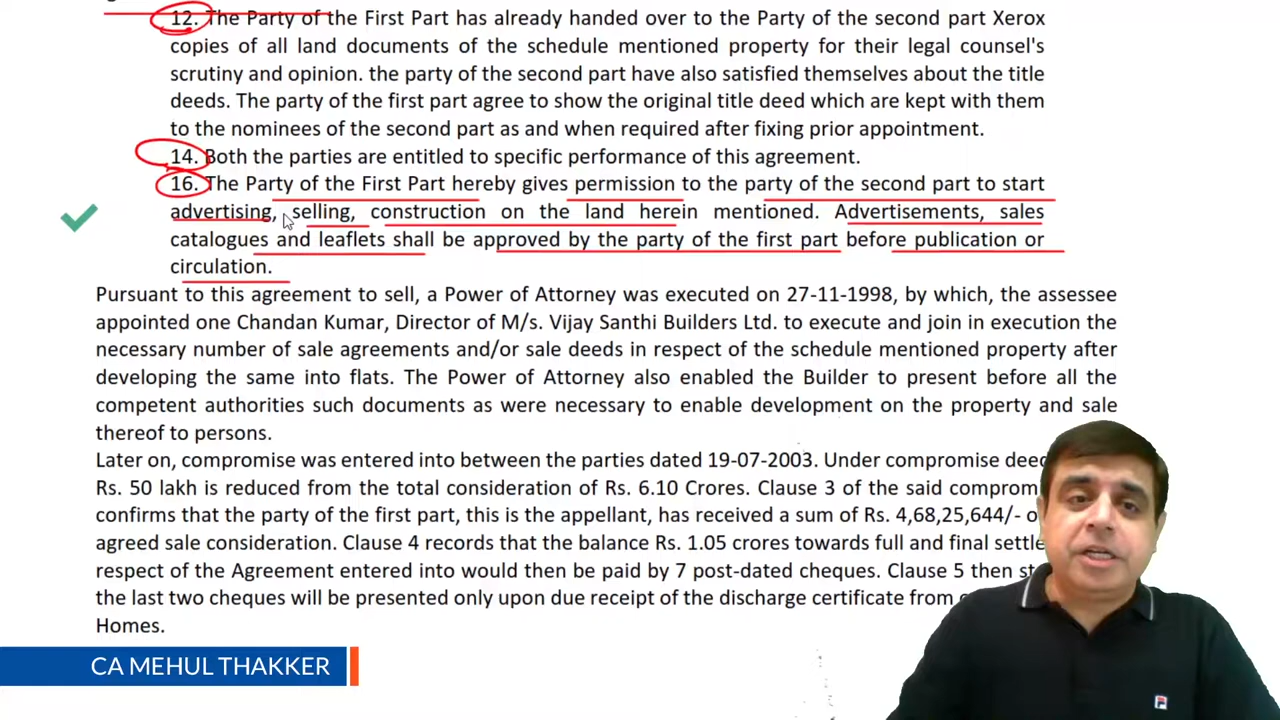 12. The Party of the First Part has already handed over to the Party of the second part Xerox
copies of all land documents of the schedule mentioned property for their legal counsel's
scrutiny and opinion. the party of the second part have also satisfied themselves about the title
deeds. The party of the first part agree to show the original title deed which are kept with them
to the nominees of the second part as and when required after fixing prior appointment.
14. Both the parties are entitled to specific performance of this agreement.
16. The Party of the First Part hereby gives permission to the party of the second part to start
advertising, selling, construction on the land herein mentioned. Advertisements, sales
catalogues and leaflets shall be approved by the party of the first part before publication or
circulation.
Pursuant to this agreement to sell, a Power of Attorney was executed on 27-11-1998, by which, the assessee
appointed one Chandan Kumar, Director of M/s. Vijay Santhi Builders Ltd. to execute and join in execution the
necessary number of sale agreements and/or sale deeds in respect of the schedule mentioned property after
developing the same into flats. The Power of Attorney also enabled the Builder to present before all the
competent authorities such documents as were necessary to enable development on the property and sale
thereof to persons.
Later on, compromise was entered into between the parties dated 19-07-2003. Under compromise deed
Rs. 50 lakh is reduced from the total consideration of Rs. 6.10 Crores. Clause 3 of the said
confirms that the party of the first part, this is the appellant, has received a sum of Rs. 4,68,25,644/-
agreed sale consideration. Clause 4 records that the balance Rs. 1.05 crores towards full and final
respect of the Agreement entered into would then be paid by 7 post-dated cheques. Clause 5 then
the last two cheques will be presented only upon due receipt of the discharge certificate from
Homes.
CA MEHUL THAKKER